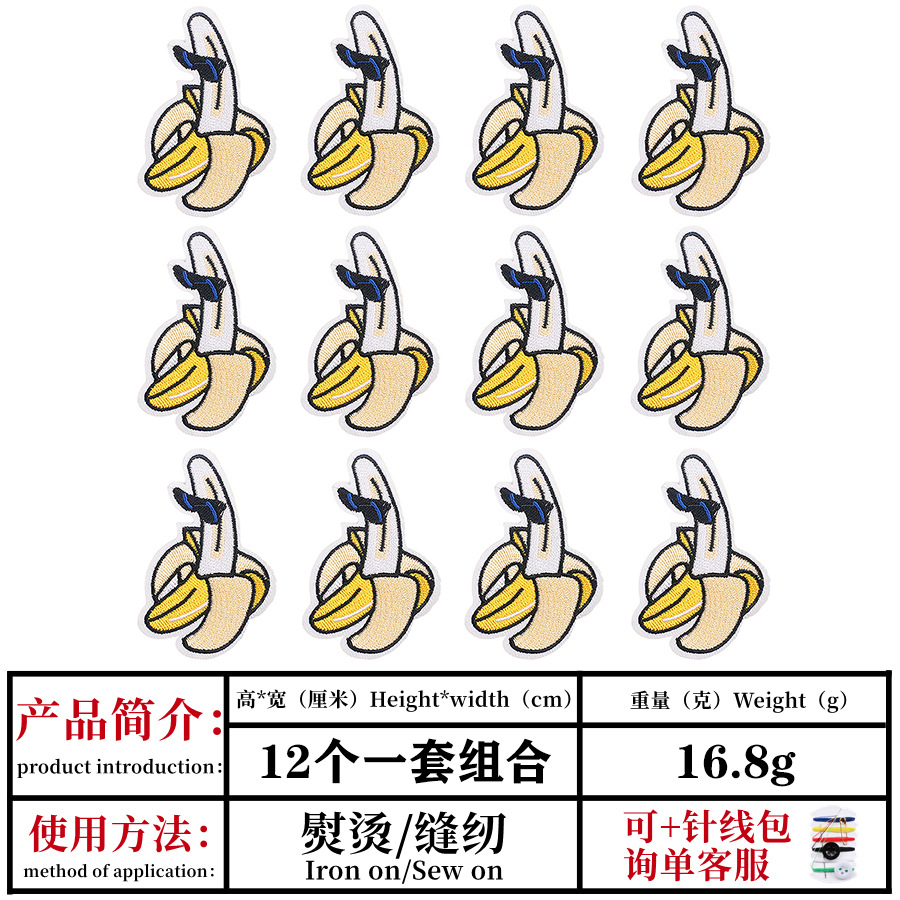 产品简介：
product introduction:
高*宽（厘米）Height*width（cm）
重量（克）Weight（g）
12个一套组合
16.8g
使用方法：
method of application:
熨烫/缝纫
Iron on/Sew on
可+针线包
询单客服